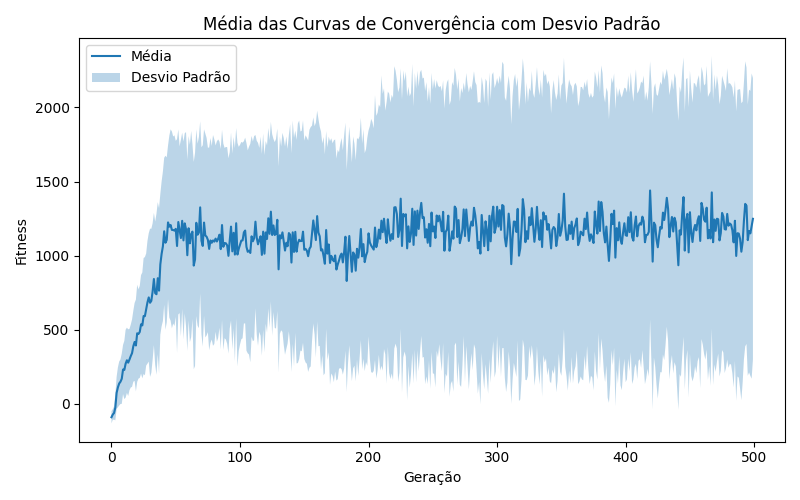 Média das Curvas de Convergência com Desvio Padrão
Média
Desvio Padrão
Fitness
2000
1500
1000
500
0
0 100 200 300 400 500
Geração